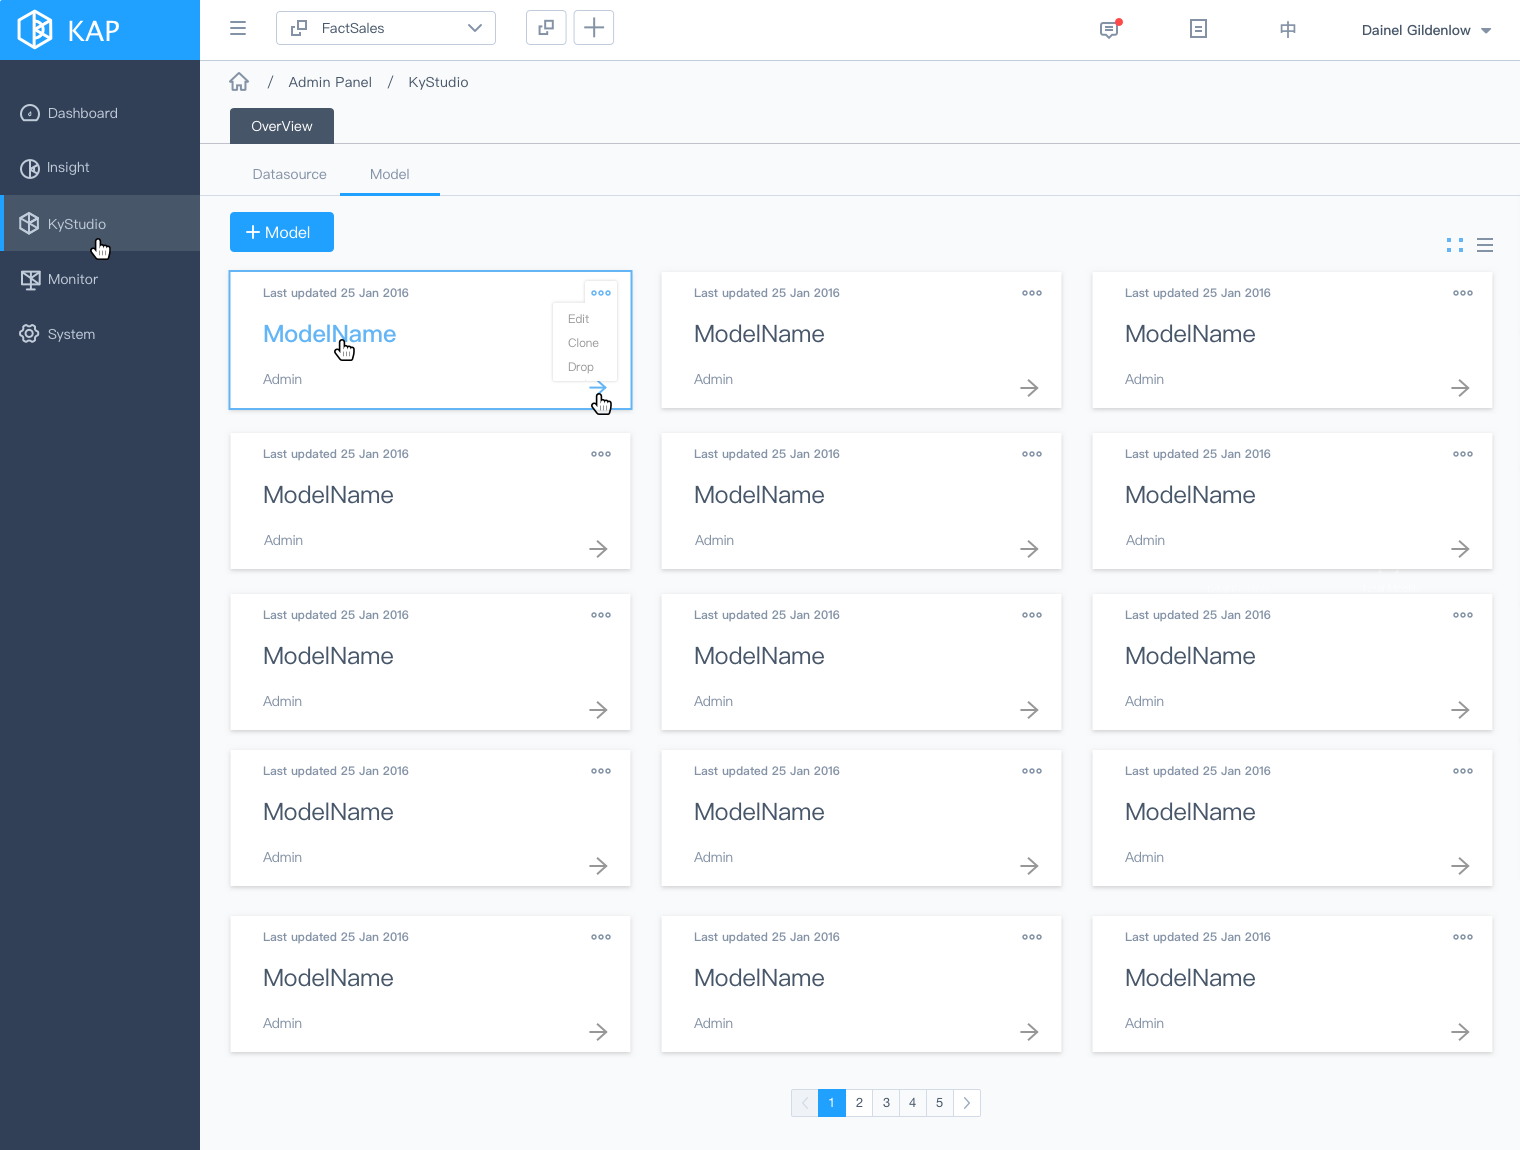 KAP
FactSales
中
Dainel Gildenlow
/ Admin Panel / KyStudio
OverView
Dashboard
Insight
KyStudio
Monitor
System
Datasource Model
+ Model
Last updated 25 Jan 2016
ModelName
Admin
Edit
Clone
Drop
Last updated 25 Jan 2016
ModelName
Admin
Last updated 25 Jan 2016
ModelName
Admin
Last updated 25 Jan 2016
ModelName
Admin
Last updated 25 Jan 2016
ModelName
Admin
Last updated 25 Jan 2016
ModelName
Admin
Last updated 25 Jan 2016
ModelName
Admin
Last updated 25 Jan 2016
ModelName
Admin
Last updated 25 Jan 2016
ModelName
Admin
Last updated 25 Jan 2016
ModelName
Admin
Last updated 25 Jan 2016
ModelName
Admin
Last updated 25 Jan 2016
ModelName
Admin
Last updated 25 Jan 2016
ModelName
Admin
Last updated 25 Jan 2016
ModelName
Admin
Last updated 25 Jan 2016
ModelName
Admin
1 2 3 4 5